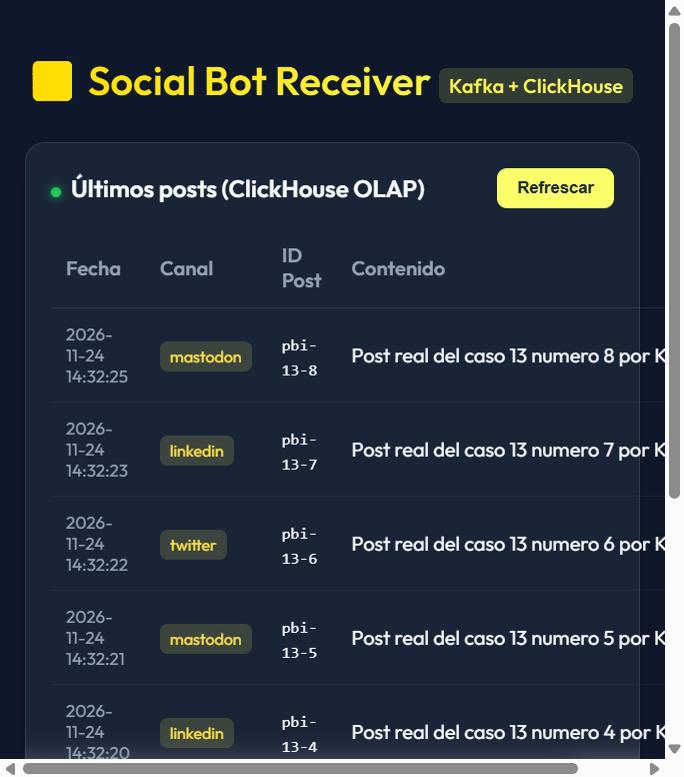 Social Bot Receiver Kafka + ClickHouse
Últimos posts (ClickHouse OLAP)
Refrescar
Fecha Canal ID Post Contenido
2026-11-24 14:32:25 mastodon pbi-13-8 Post real del caso 13 numero 8 por K
2026-11-24 14:32:23 linkedin pbi-13-7 Post real del caso 13 numero 7 por K
2026-11-24 14:32:22 twitter pbi-13-6 Post real del caso 13 numero 6 por K
2026-11-24 14:32:21 mastodon pbi-13-5 Post real del caso 13 numero 5 por K
2026-11-24 14:32:20 linkedin pbi-13-4 Post real del caso 13 numero 4 por K